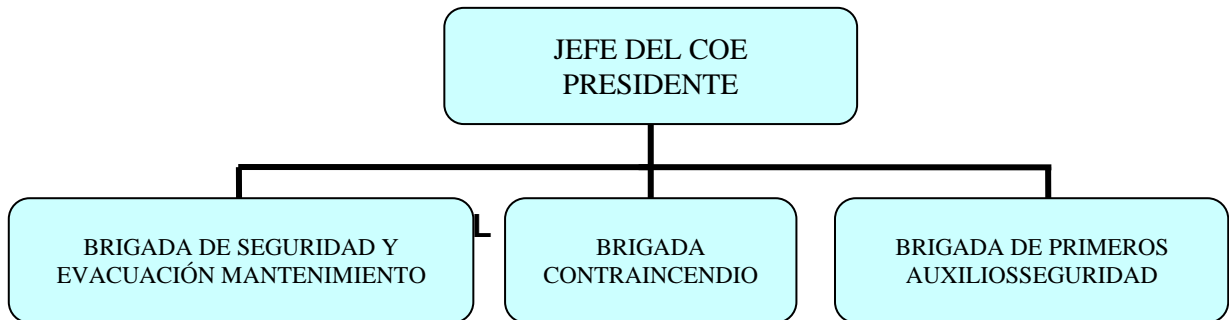 JEFE DEL COE
PRESIDENTE
BRIGADA DE SEGURIDAD Y
EVACUACIÓN MANTENIMIENTO
L
BRIGADA
CONTRAINCENDIO
BRIGADA DE PRIMEROS
AUXILIOSSEGURIDAD